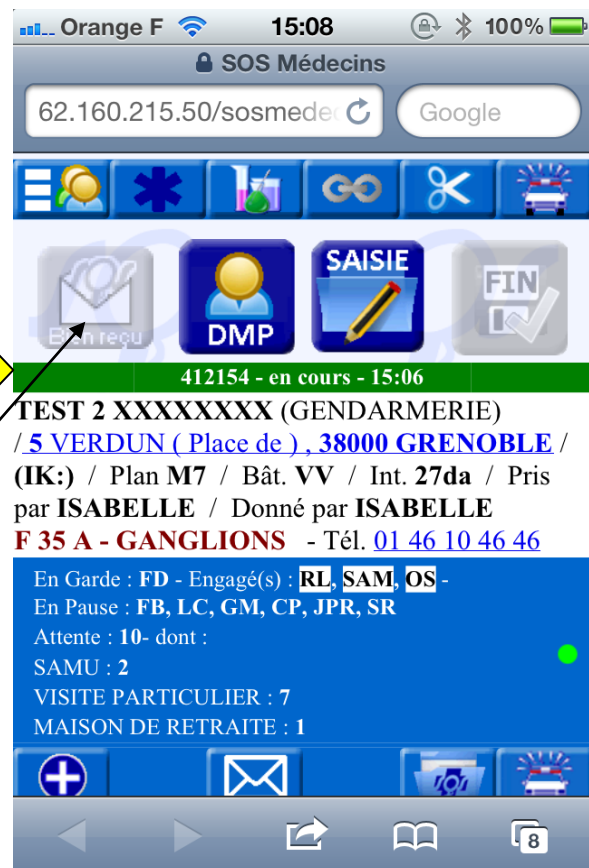 Orange F 15:08 100%
SOS Médecins
62.160.215.50/sosmede Google
Bien reçu DMP SAISIE FIN
412154 - en cours - 15:06
TEST 2 XXXXXXXX (GENDARMERIE)
/ 5 VERDUN ( Place de ) , 38000 GRENOBLE /
(IK:) / Plan M7 / Bât. VV / Int. 27da / Pris
par ISABELLE / Donné par ISABELLE
F 35 A - GANGLIONS - Tél. 01 46 10 46 46
En Garde : FD - Engagé(s) : RL, SAM, OS -
En Pause : FB, LC, GM, CP, JPR, SR
Attente : 10- dont :
SAMU : 2
VISITE PARTICULIER : 7
MAISON DE RETRAITE : 1
8